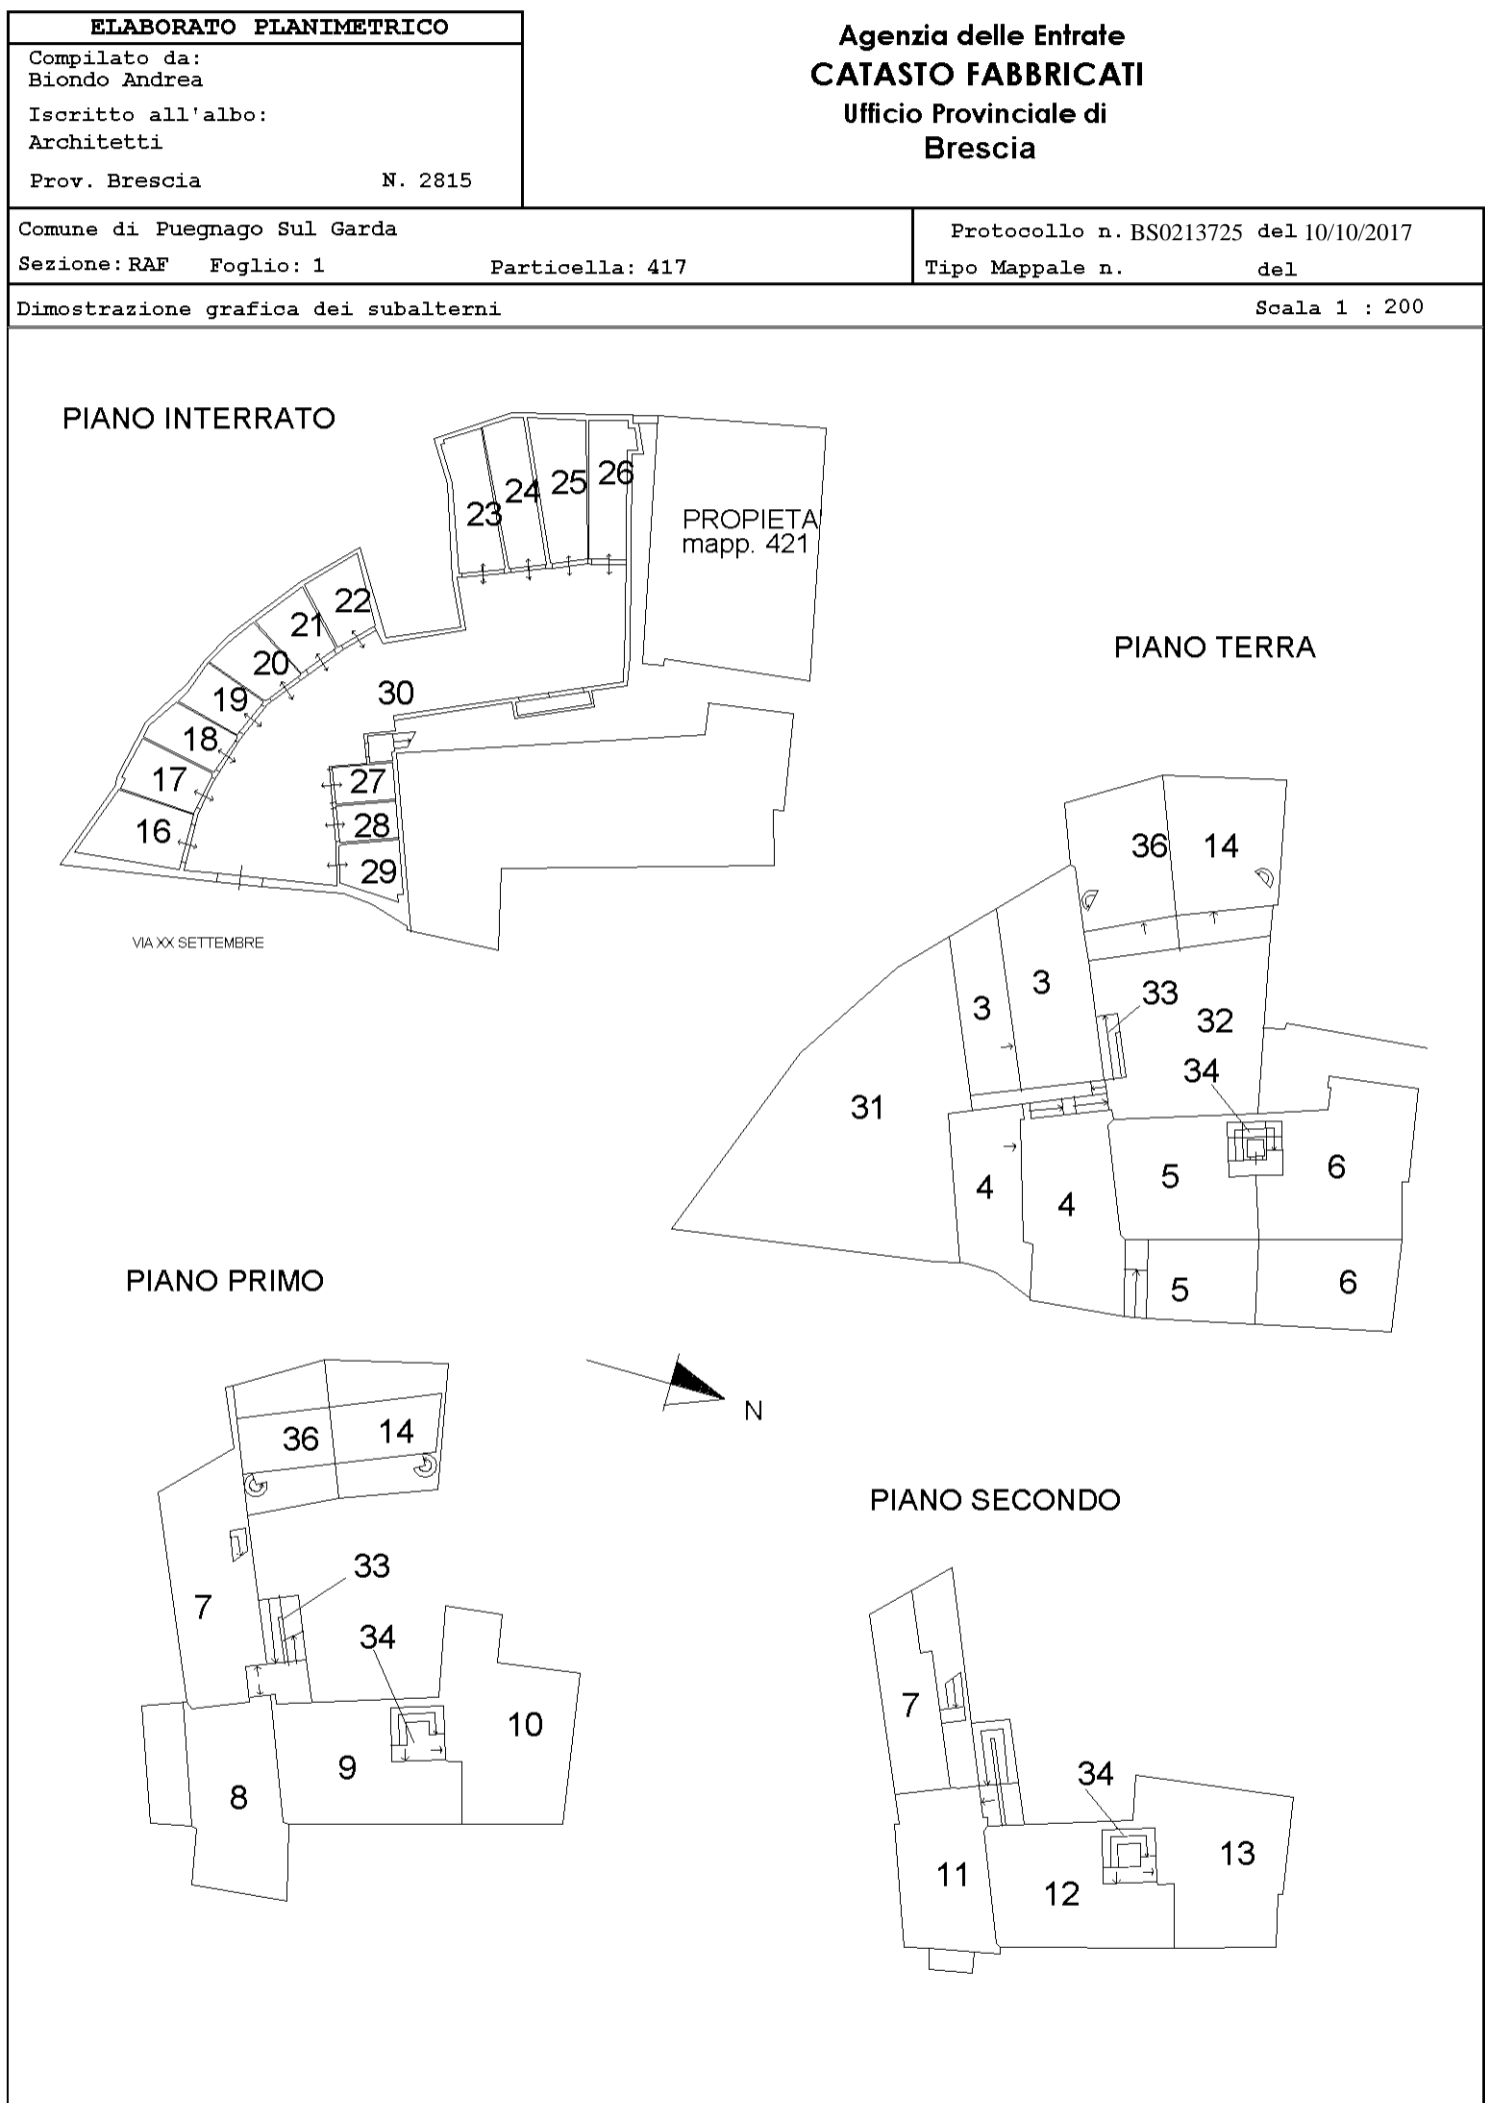 ELABORATO PLANIMETRICO
Compilato da:
Biondo Andrea
Iscritto all'albo:
Architetti
Prov. Brescia N. 2815
Agenzia delle Entrate
CATASTO FABBRICATI
Ufficio Provinciale di
Brescia
Comune di Puegnago Sul Garda
Sezione: RAF Foglio: 1 Particella: 417
Protocollo n. BS0213725 del 10/10/2017
Tipo Mappale n. del
Dimostrazione grafica dei subalterni Scala 1 : 200
PIANO INTERRATO
26
25
24
23
PROPIETA
mapp. 421
22
21
20
19
18
17
16
30
27
28
29
VIA XX SETTEMBRE
PIANO TERRA
36 14
3
3
33
32
34
31
4
4
5
6
5
6
PIANO PRIMO
36 14
7
33
34
10
9
8
N
PIANO SECONDO
7
34
13
11
12